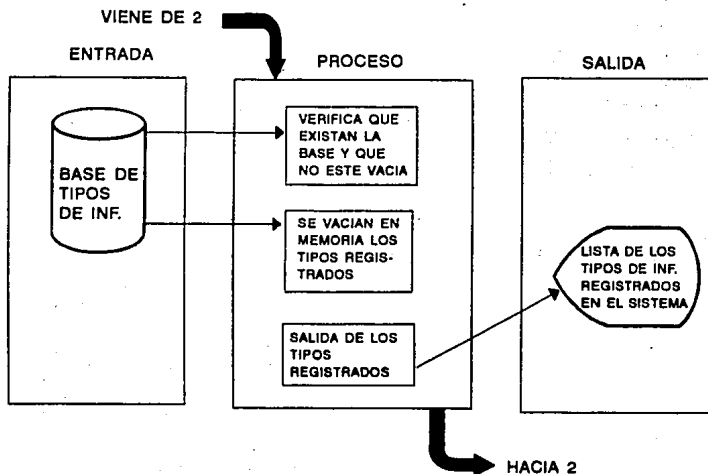 VIENE DE 2
ENTRADA
PROCESO
SALIDA
BASE DE
TIPOS
DE INF.
VERIFICA QUE
EXISTAN LA
BASE Y QUE
NO ESTE VACIA
SE VACIAN EN
MEMORIA LOS
TIPOS REGIS-
TRADOS
SALIDA DE LOS
TIPOS
REGISTRADOS
LISTA DE LOS
TIPOS DE INF.
REGISTRADOS
EN EL SISTEMA
HACIA 2